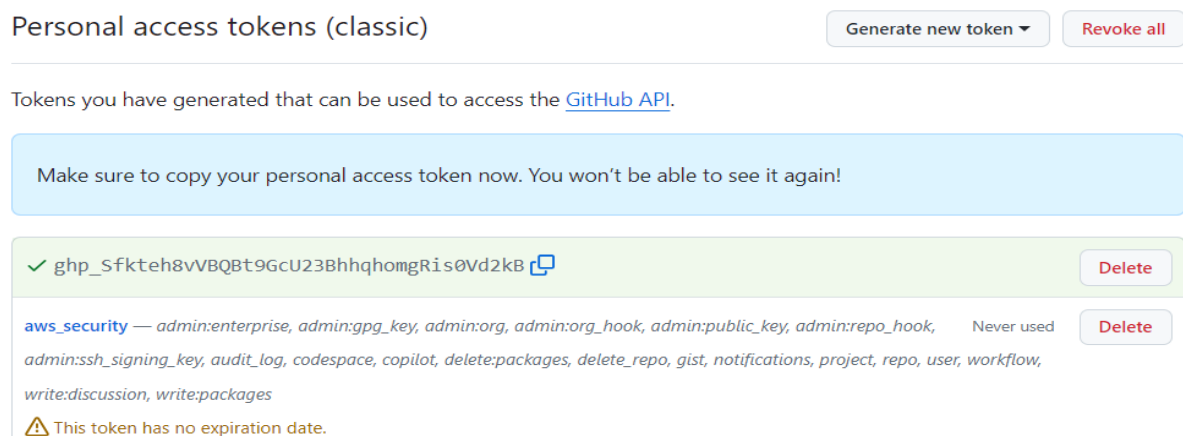 Personal access tokens (classic)
Generate new token
Revoke all
Tokens you have generated that can be used to access the GitHub API.
Make sure to copy your personal access token now. You won’t be able to see it again!
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
Delete
aws_security — admin:enterprise, admin:gpg_key, admin:org, admin:org_hook, admin:public_key, admin:repo_hook,
Never used
Delete
admin:ssh_signing_key, audit_log, codespace, copilot, delete:packages, delete_repo, gist, notifications, project, repo, user, workflow,
write:discussion, write:packages
This token has no expiration date.